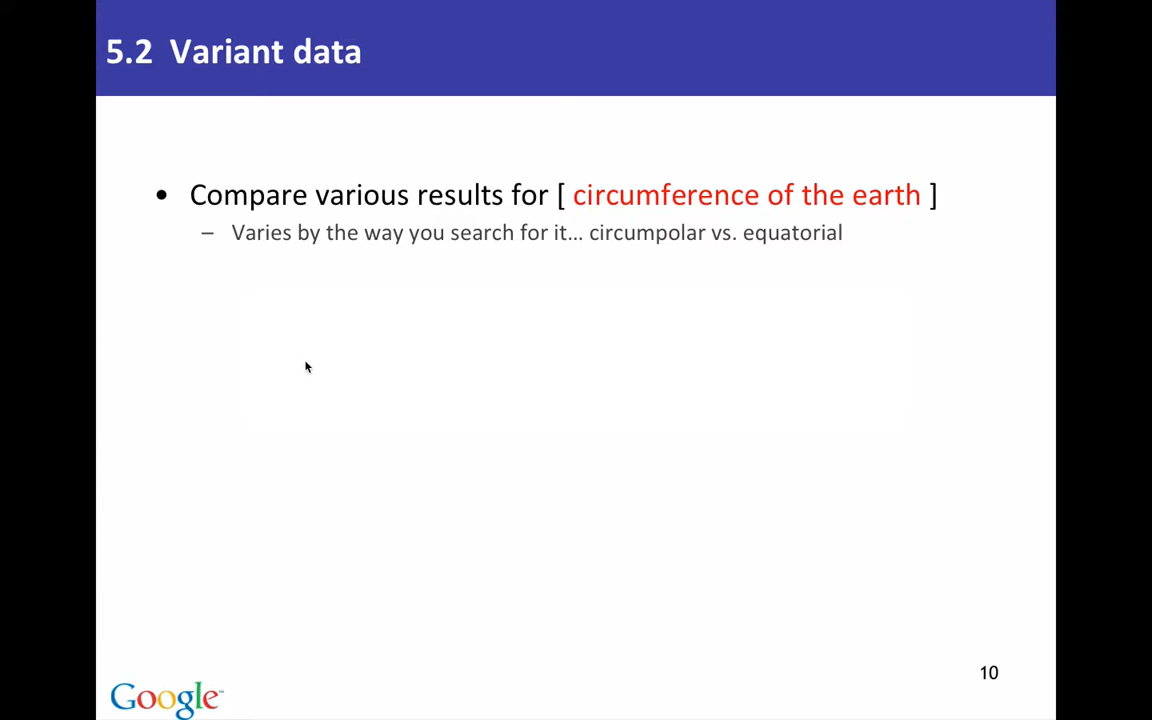 5.2 Variant data
• Compare various results for [ circumference of the earth ]
– Varies by the way you search for it… circumpolar vs. equatorial
10
Google™